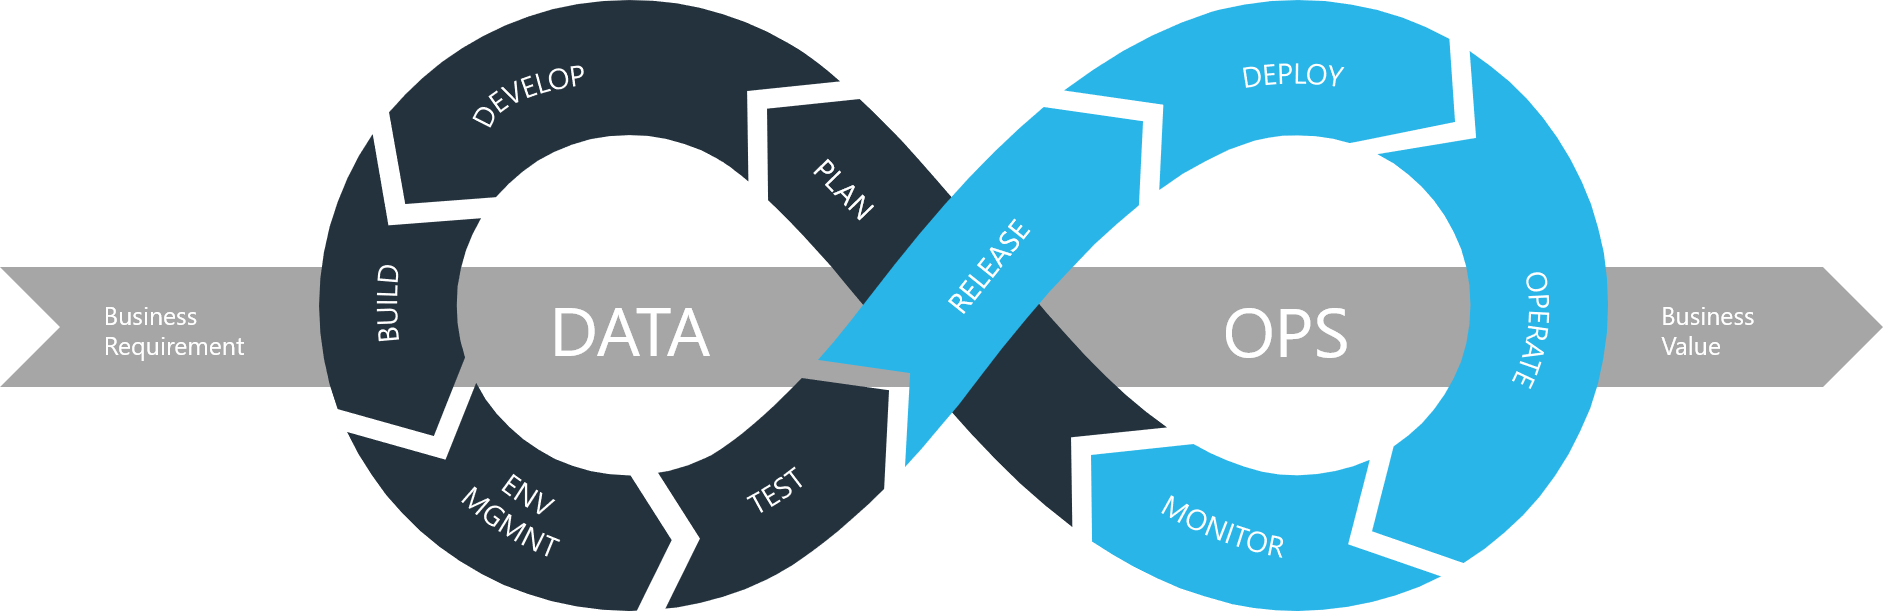 Business
Requirement
DATA
PLAN
DEVELOP
BUILD
ENV
MGMNT
TEST
RELEASE
DEPLOY
OPERATE
MONITOR
OPS
Business
Value